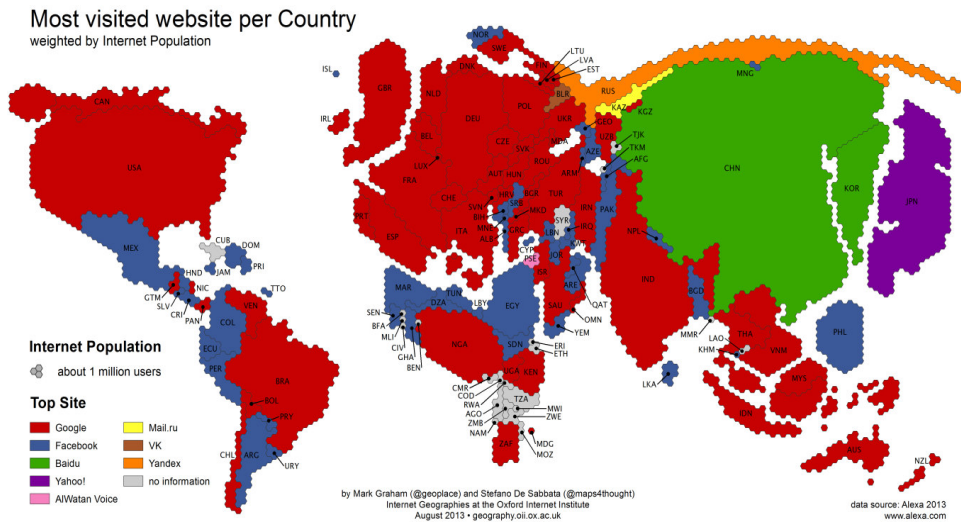 Most visited website per Country
weighted by Internet Population
NOR
SWE
FIN
LTU
LVA
EST
ISL
DNK
MNG
GBR
NLD
POL
BLR
RUS
CAN
IRL
DEU
UKR
GEO
KAZ
KGZ
BEL
CZE
SVK
MDA
UZB
TJK
USA
LUX
AUT
HUN
ROU
ARM
AZE
TKM
AFG
CHN
FRA
CHE
SVN
HRV
SRB
BGR
TUR
IRN
KOR
PRT
ESP
ITA
BIH
MNE
ALB
MKD
GRC
SYR
LBN
IRQ
KWT
PAK
JPN
MEX
CUB
DOM
CYP
PSE
ISR
JOR
NPL
JAM
PRI
HND
NIC
TTO
GTM
SLV
CRI
PAN
VEN
MAR
DZA
TUN
LBY
EGY
ARE
SAU
QAT
OMN
YEM
IND
BGD
COL
SEN
BFA
MLI
CIV
GHA
BEN
NGA
SDN
ERI
ETH
MMR
THA
LAO
KHM
VNM
PHL
ECU
PER
BRA
BOL
UGA
KEN
LKA
MYS
IDN
CMR
COD
RWA
AGO
ZMB
NAM
TZA
MWI
ZWE
PRY
CHL
ARG
URY
ZAF
MDG
MOZ
AUS
NZL
Internet Population
about 1 million users
Top Site
Google
Facebook
Baidu
Yahoo!
AlWatan Voice
Mail.ru
VK
Yandex
no information
by Mark Graham (@geoplace) and Stefano De Sabbata (@maps4thought)
Internet Geographies at the Oxford Internet Institute
August 2013 • geography.oii.ox.ac.uk
data source: Alexa 2013
www.alexa.com